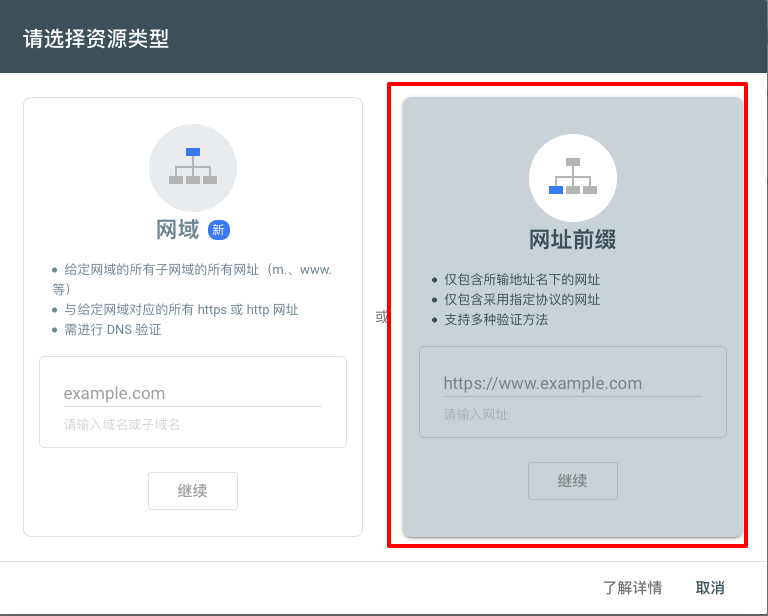 请选择资源类型
网域 新
给定网域的所有子网域的所有网址（m.、www.
等）
与给定网域对应的所有 https 或 http 网址
需进行 DNS 验证
example.com
请输入域名或子域名
继续
或
网址前缀
仅包含所输地址名下的网址
仅包含采用指定协议的网址
支持多种验证方法
https://www.example.com
请输入网址
继续
了解详情 取消